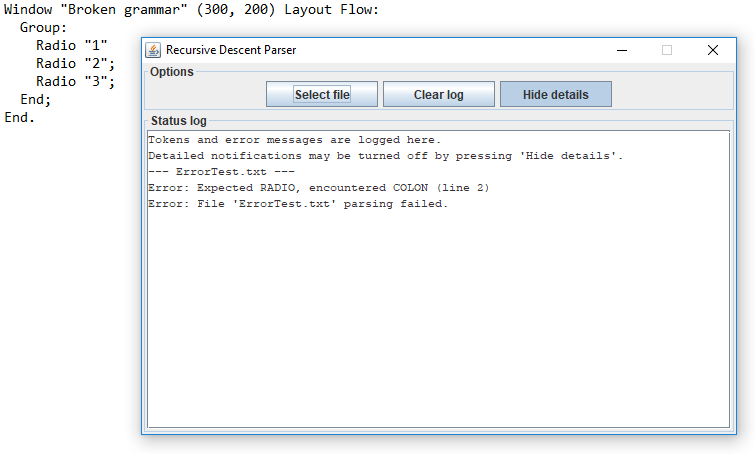 Window "Broken grammar" (300, 200) Layout Flow:
Group:
Radio "1"
Radio "2";
Radio "3";
End;
End.
Recursive Descent Parser
Options
Select file
Clear log
Hide details
Status log
Tokens and error messages are logged here.
Detailed notifications may be turned off by pressing 'Hide details'.
--- ErrorTest.txt ---
Error: Expected RADIO, encountered COLON (line 2)
Error: File 'ErrorTest.txt' parsing failed.